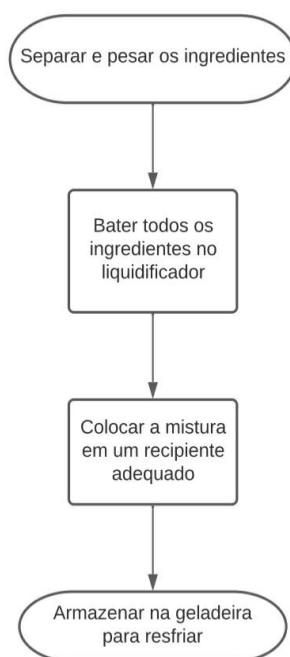 Separar e pesar os ingredientes
Bater todos os
ingredientes no
liquidificador
Colocar a mistura
em um recipiente
adequado
Armazenar na geladeira
para resfriar